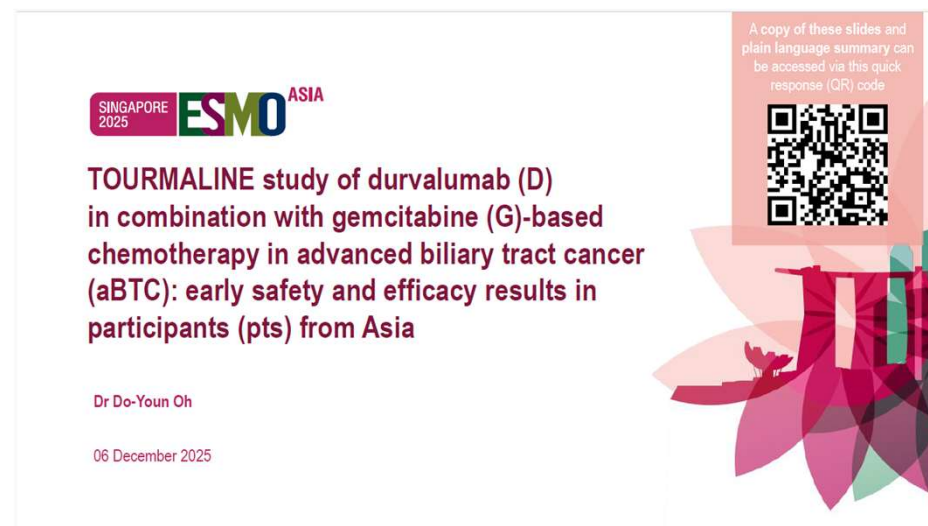 A copy of these slides and
plain language summary can
be accessed via this quick
response (QR) code
SINGAPORE
2025
ESMO
ASIA
TOURMALINE study of durvalumab (D)
in combination with gemcitabine (G)-based
chemotherapy in advanced biliary tract cancer
(aBTC): early safety and efficacy results in
participants (pts) from Asia
Dr Do-Youn Oh
06 December 2025